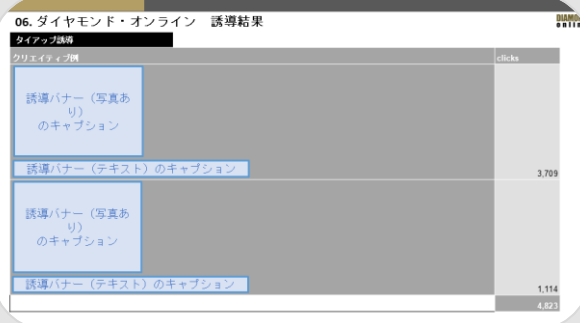 06. ダイヤモンド・オンライン　誘導結果
タイアップ誘導
クリエイティブ例
clicks
誘導バナー（写真あ
り）
のキャプション
誘導バナー（テキスト）のキャプション
3,709
誘導バナー（写真あ
り）
のキャプション
誘導バナー（テキスト）のキャプション
1,114
4,823